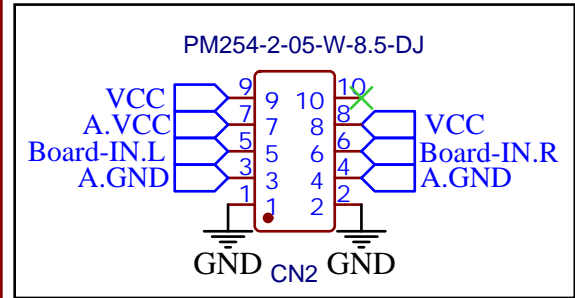 PM254-2-05-W-8.5-DJ
VCC 9 9 10 10
A.VCC 7 7 8 8 VCC
Board-IN.L 5 5 6 6 Board-IN.R
A.GND 3 3 4 4 A.GND
1 1 2 2
GND CN2 GND